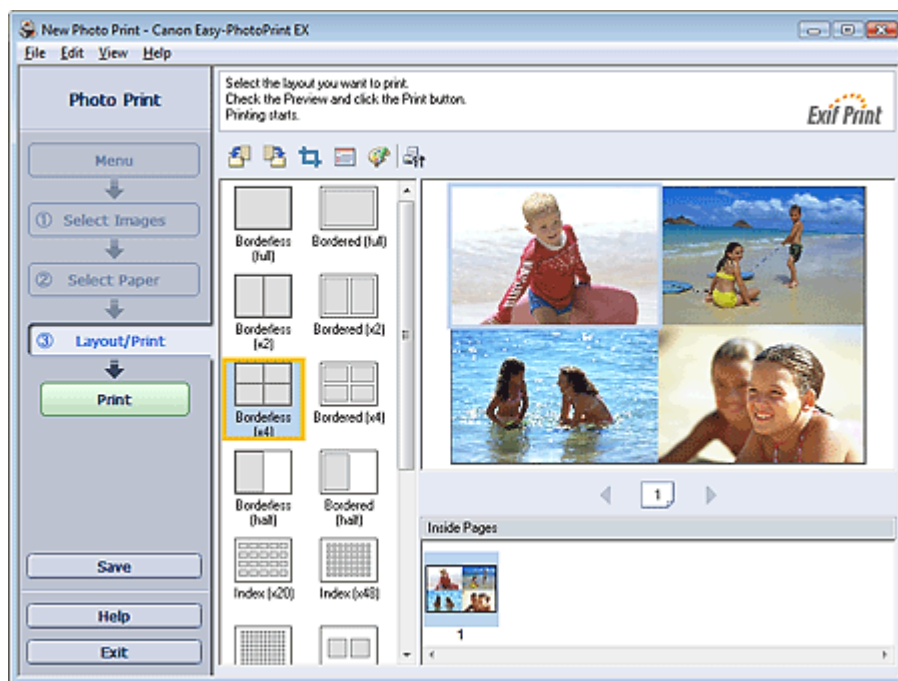 New Photo Print - Canon Easy-PhotoPrint EX
File Edit View Help
Photo Print
Select the layout you want to print.
Check the Preview and click the Print button.
Printing starts.
Exif Print
Menu
① Select Images
② Select Paper
③ Layout/Print
Print
Save
Help
Exit
Borderless
(full)
Bordered (full)
Borderless
(x2)
Bordered (x2)
Borderless
(x4)
Bordered (x4)
Borderless
(half)
Bordered
(half)
Index (x20)
Index (x48)
1
Inside Pages
1